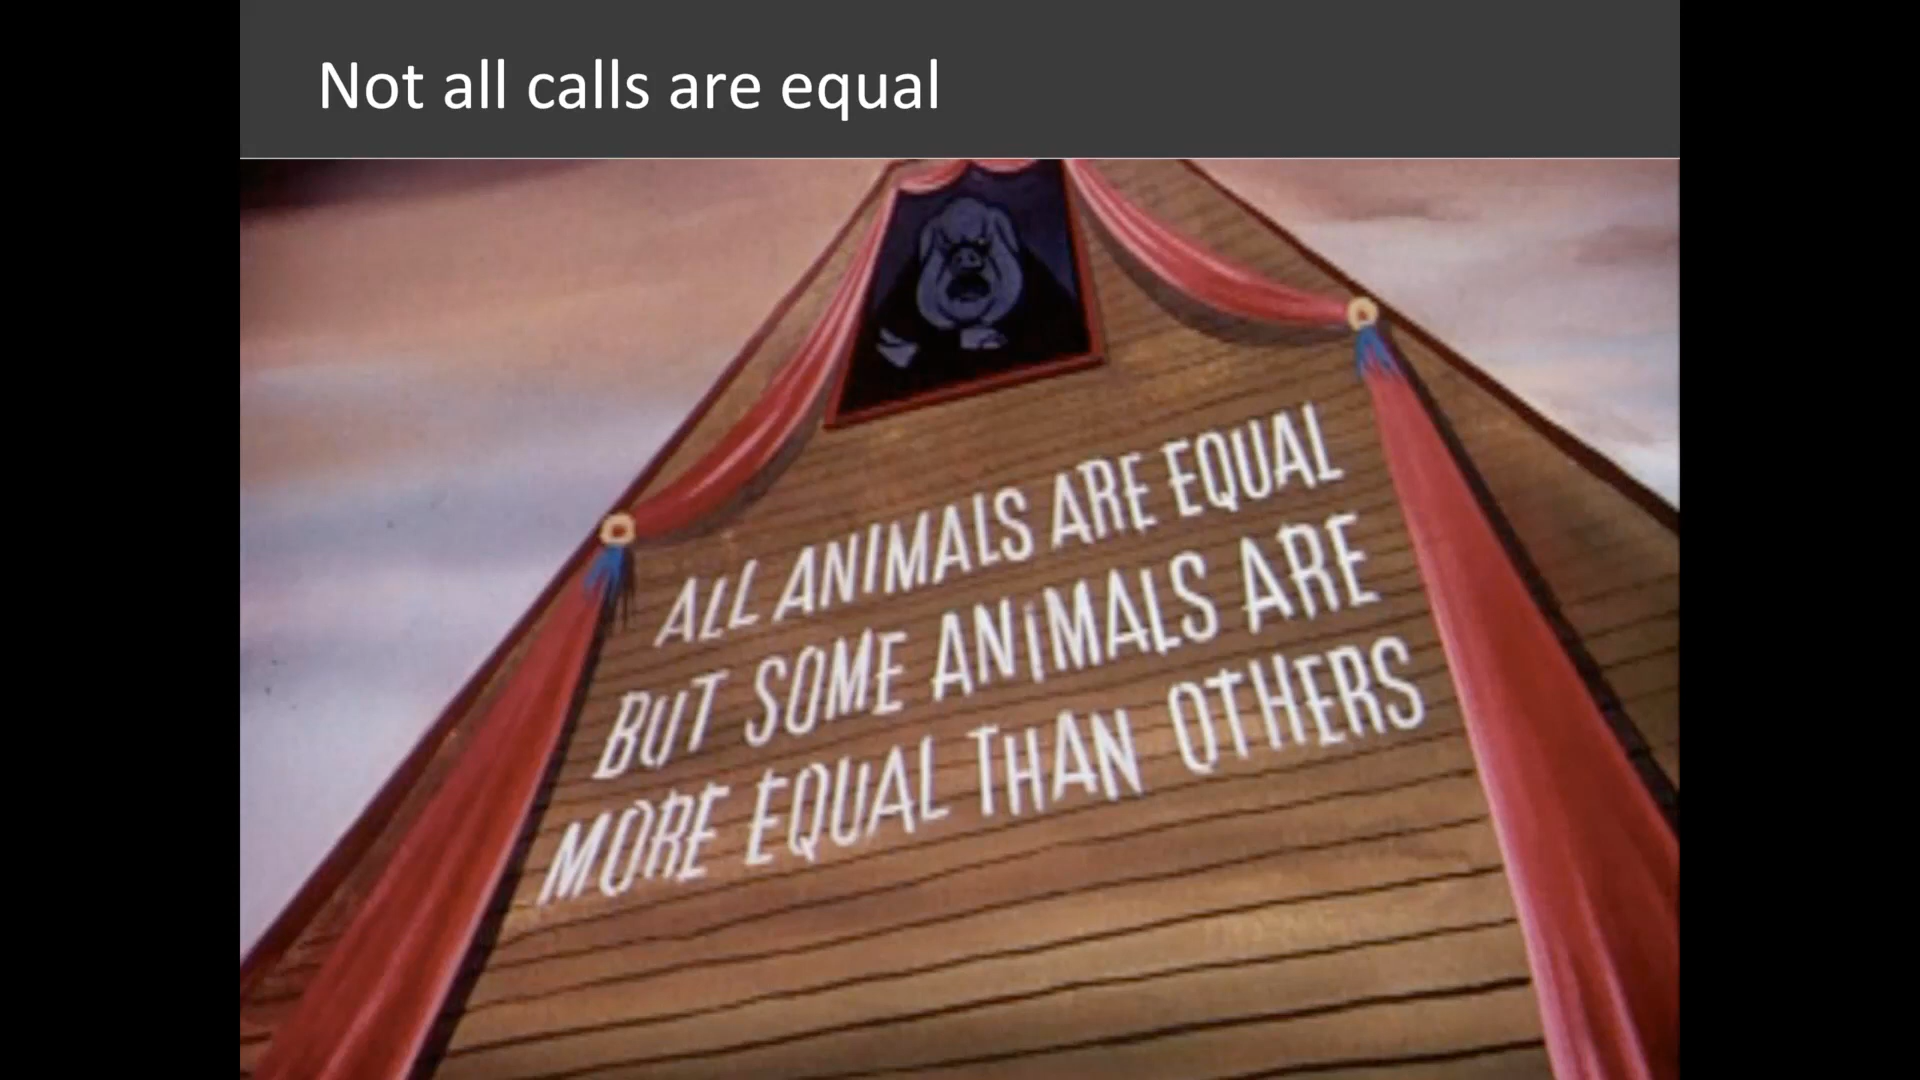 Not all calls are equal
ALL ANIMALS ARE EQUAL
BUT SOME ANIMALS ARE
MORE EQUAL THAN OTHERS